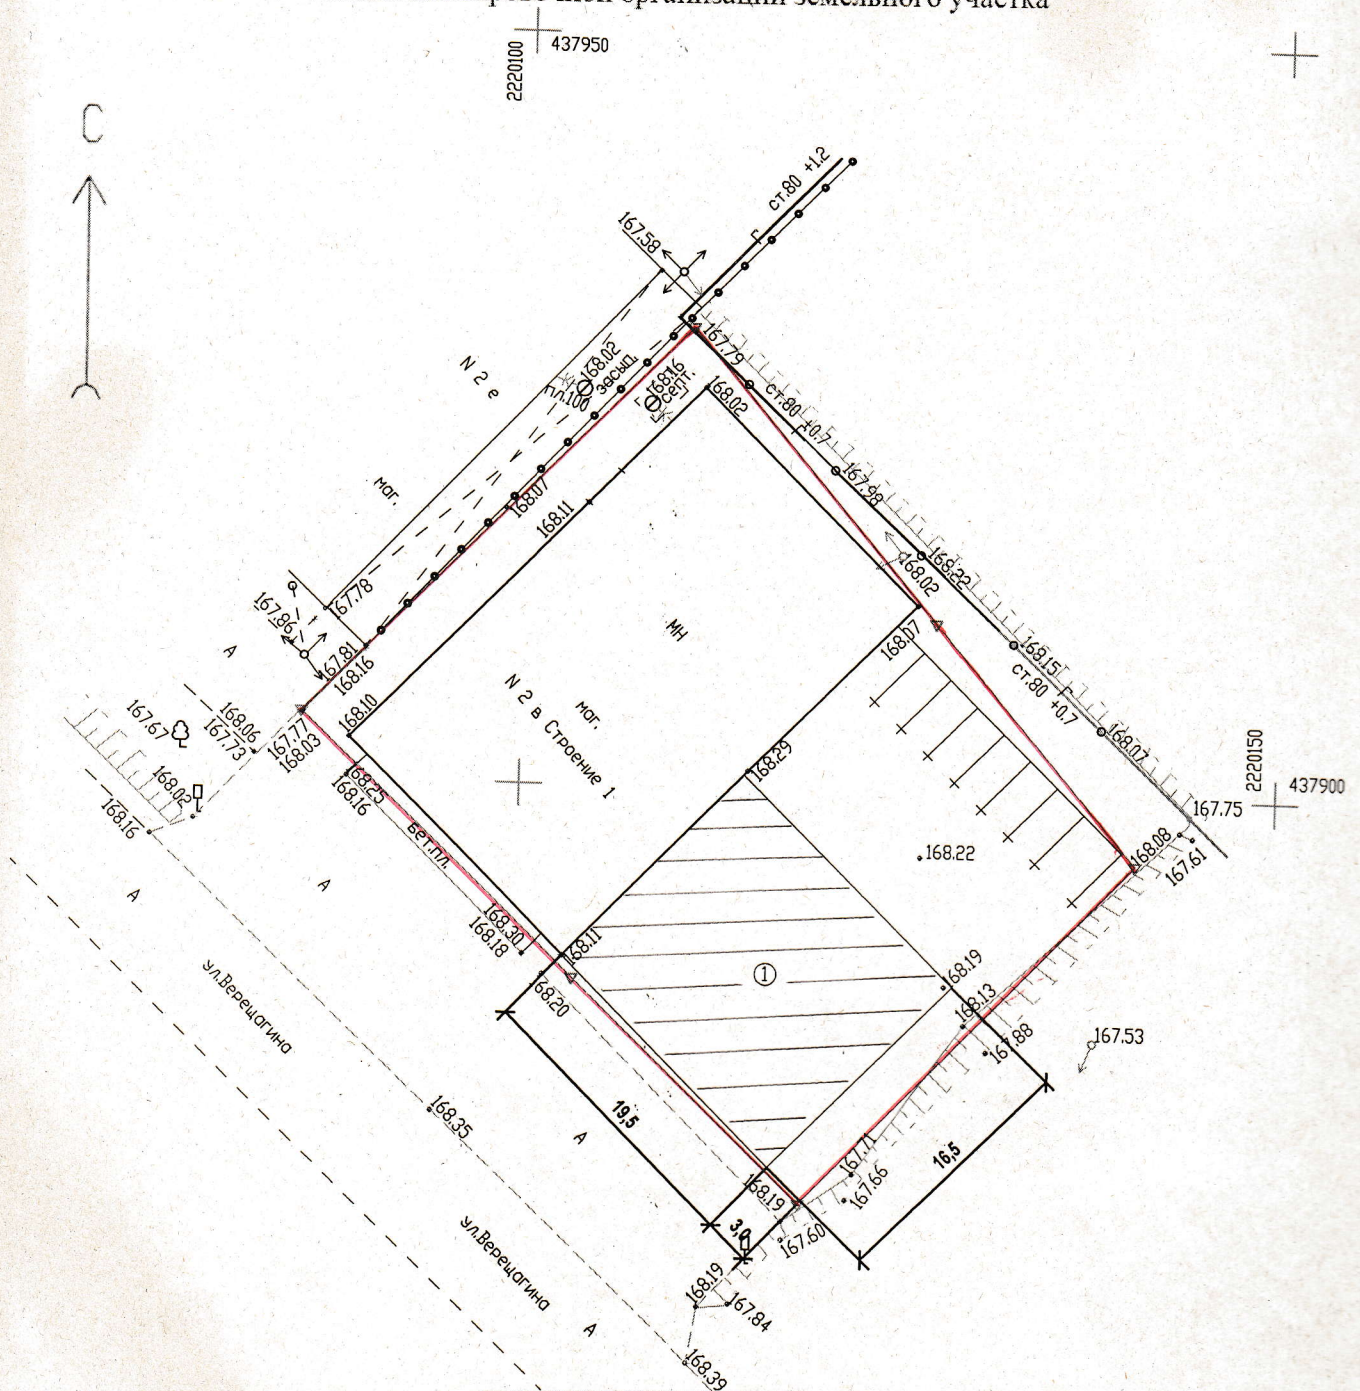 организации земельного участка
437950
2220100
С
ст.80 +1.2
г
167.58
167.79
N 2 е
168.02
засып.
пл.100
168.16
септ.
168.02
ст.80 +0.7
маг.
168.07
168.11
167.98
168.22
168.02
167.78
167.86
167.81
168.16
А
МН
168.07
168.15
ст.80 +0.7
168.10
N 2 в Строение 1
маг.
168.06
167.73
167.67
167.77
168.03
168.02
168.16
168.25
168.16
168.29
168.07
2220150
437900
167.75
168.08
167.61
168.22
бет.пл.
А
А
168.30
168.18
168.11
168.20
1
168.19
168.13
167.88
167.53
ул.Верещагина
168.35
19,5
А
16,5
167.71
167.66
168.19
3,0
167.60
ул.Верещагина
168.19
167.84
А
168.39